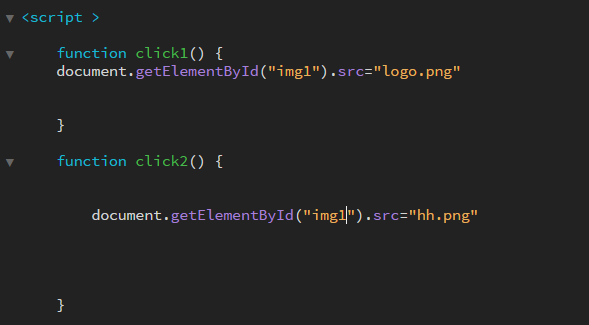 <script >
function click1() {
document.getElementById("img1").src="logo.png"
}
function click2() {
document.getElementById("img1").src="hh.png"
}